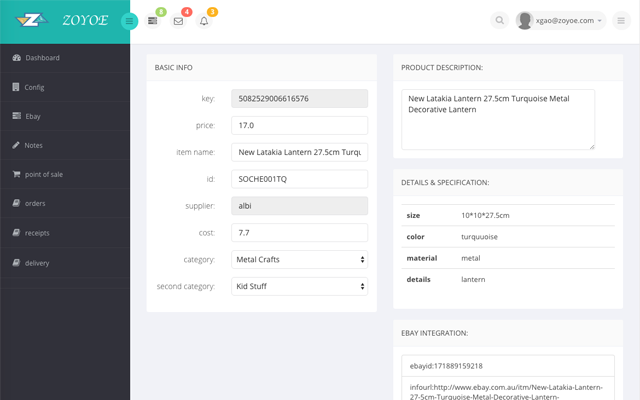 ZOYOE
8
4
3
xgao@zoyoe.com
Dashboard
Config
Ebay
Notes
point of sale
orders
receipts
delivery
BASIC INFO
key:
5082529006616576
price:
17.0
item name:
New Latakia Lantern 27.5cm Turqu
id:
SOCHE001TQ
supplier:
albi
cost:
7.7
category:
Metal Crafts
second category:
Kid Stuff
PRODUCT DESCRIPTION:
New Latakia Lantern 27.5cm Turquoise Metal
Decorative Lantern
DETAILS & SPECIFICATION:
size 10*10*27.5cm
color turquuoise
material metal
details lantern
EBAY INTEGRATION:
ebayid:171889159218
infourl:http://www.ebay.com.au/itm/New-Latakia-Lantern-
27-5cm-Turquoise-Metal-Decorative-Lantern-